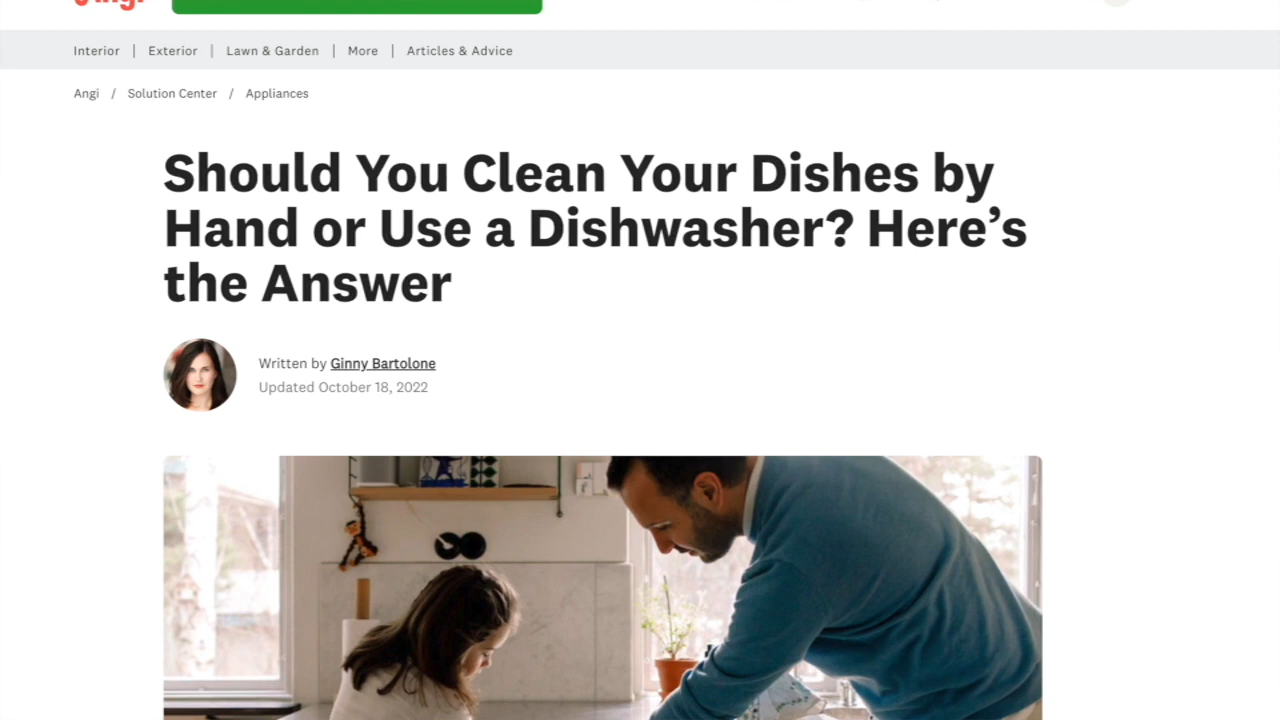 Interior | Exterior | Lawn & Garden | More | Articles & Advice
Angi / Solution Center / Appliances
Should You Clean Your Dishes by
Hand or Use a Dishwasher? Here’s
the Answer
Written by Ginny Bartolone
Updated October 18, 2022